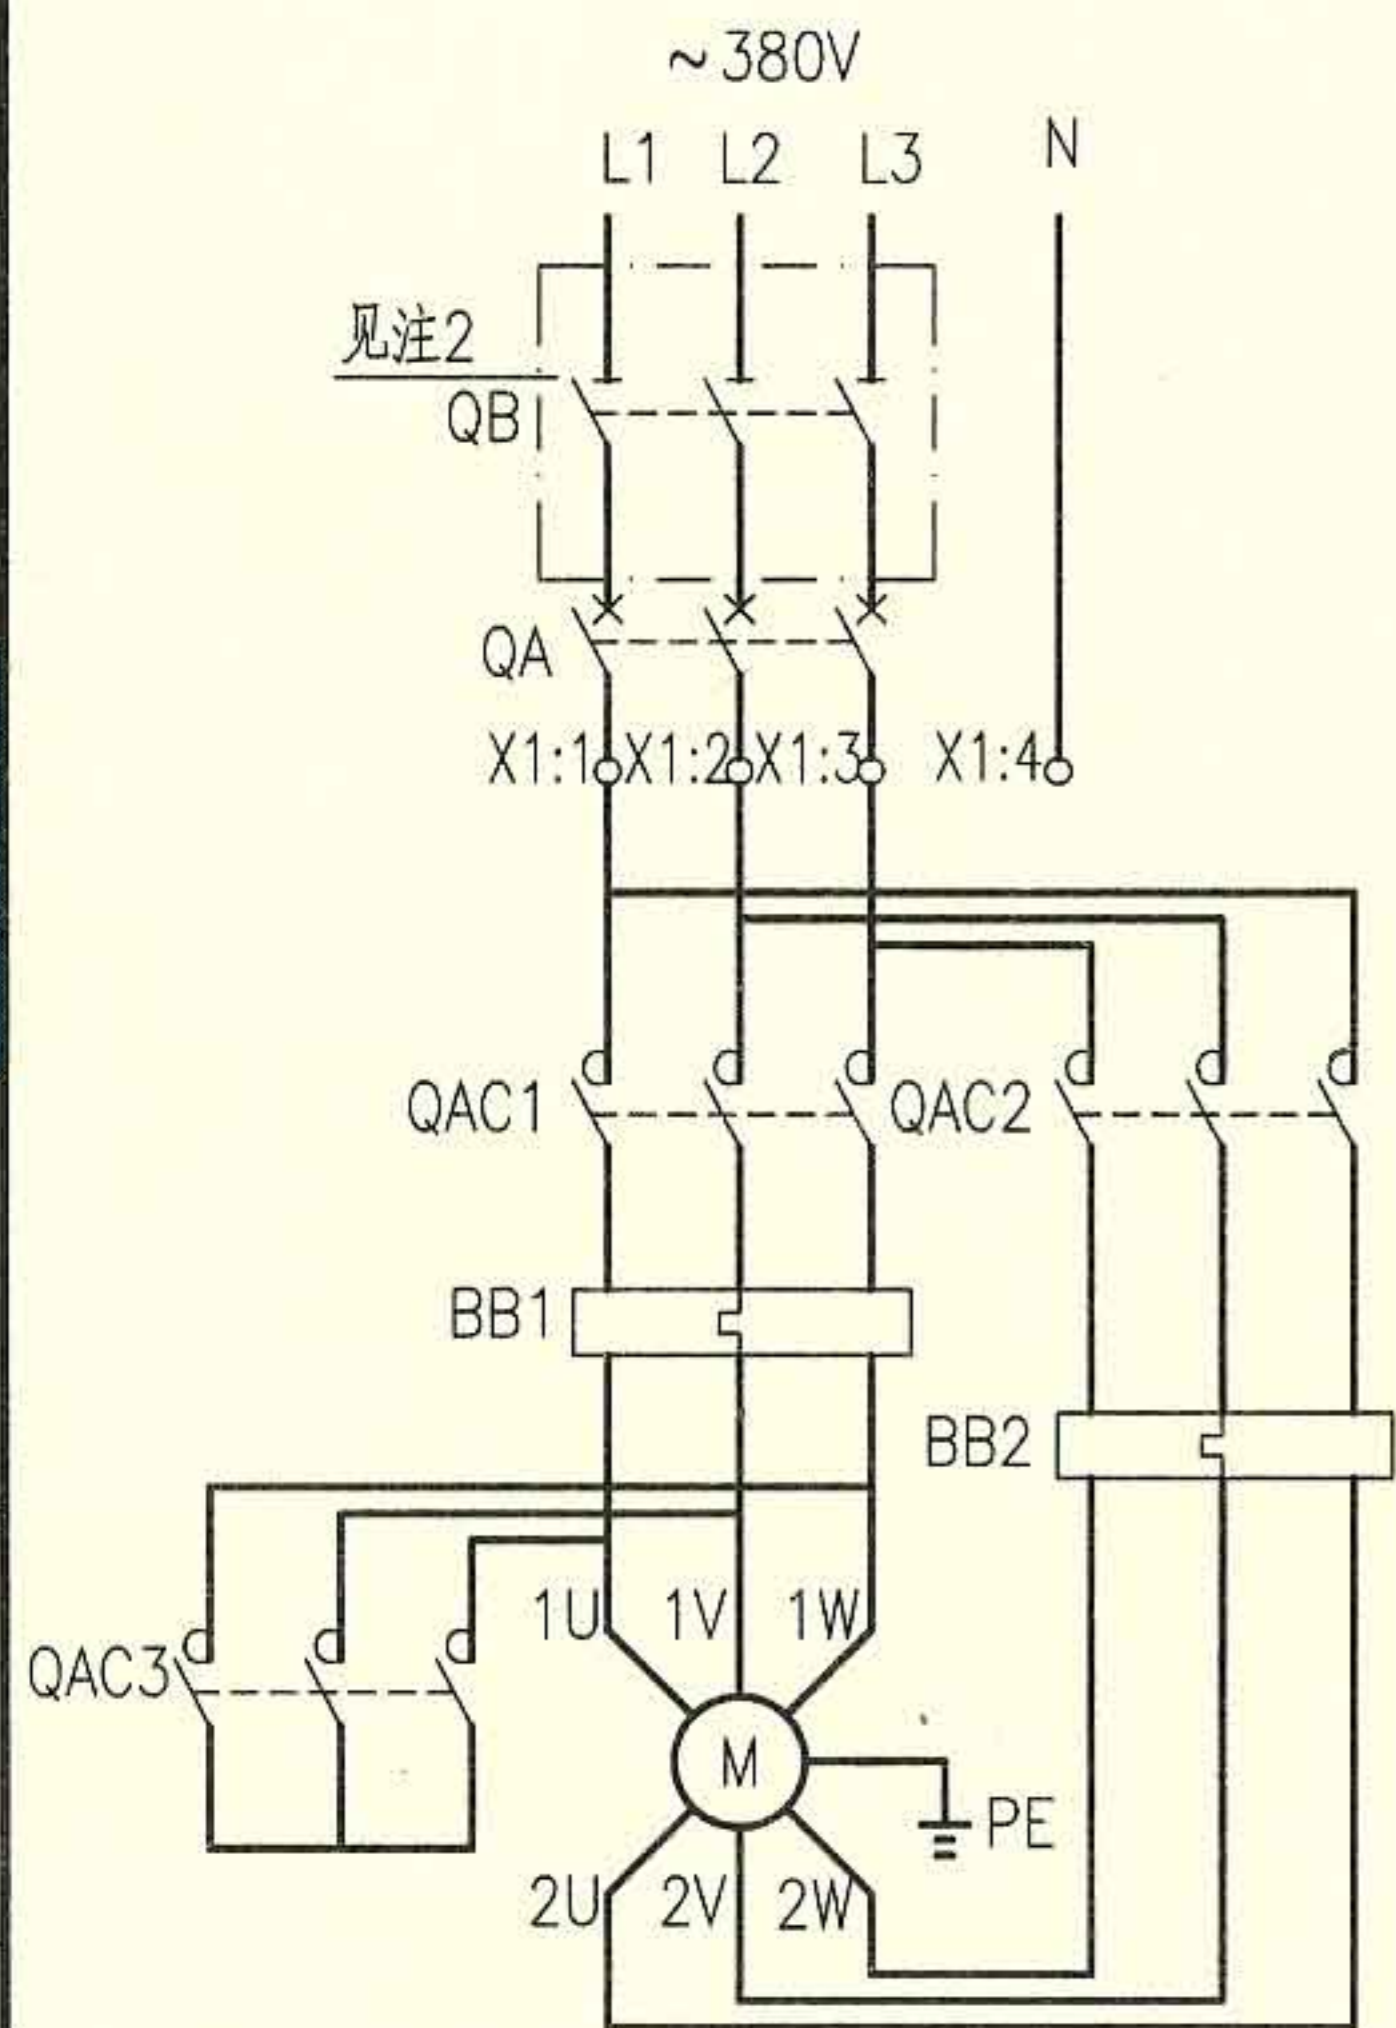 ~380V
L1 L2 L3 N
见注2
QB
QA
X1:1 X1:2 X1:3 X1:4
QAC1 QAC2
BB1
BB2
1U 1V 1W
QAC3
M
PE
2U 2V 2W